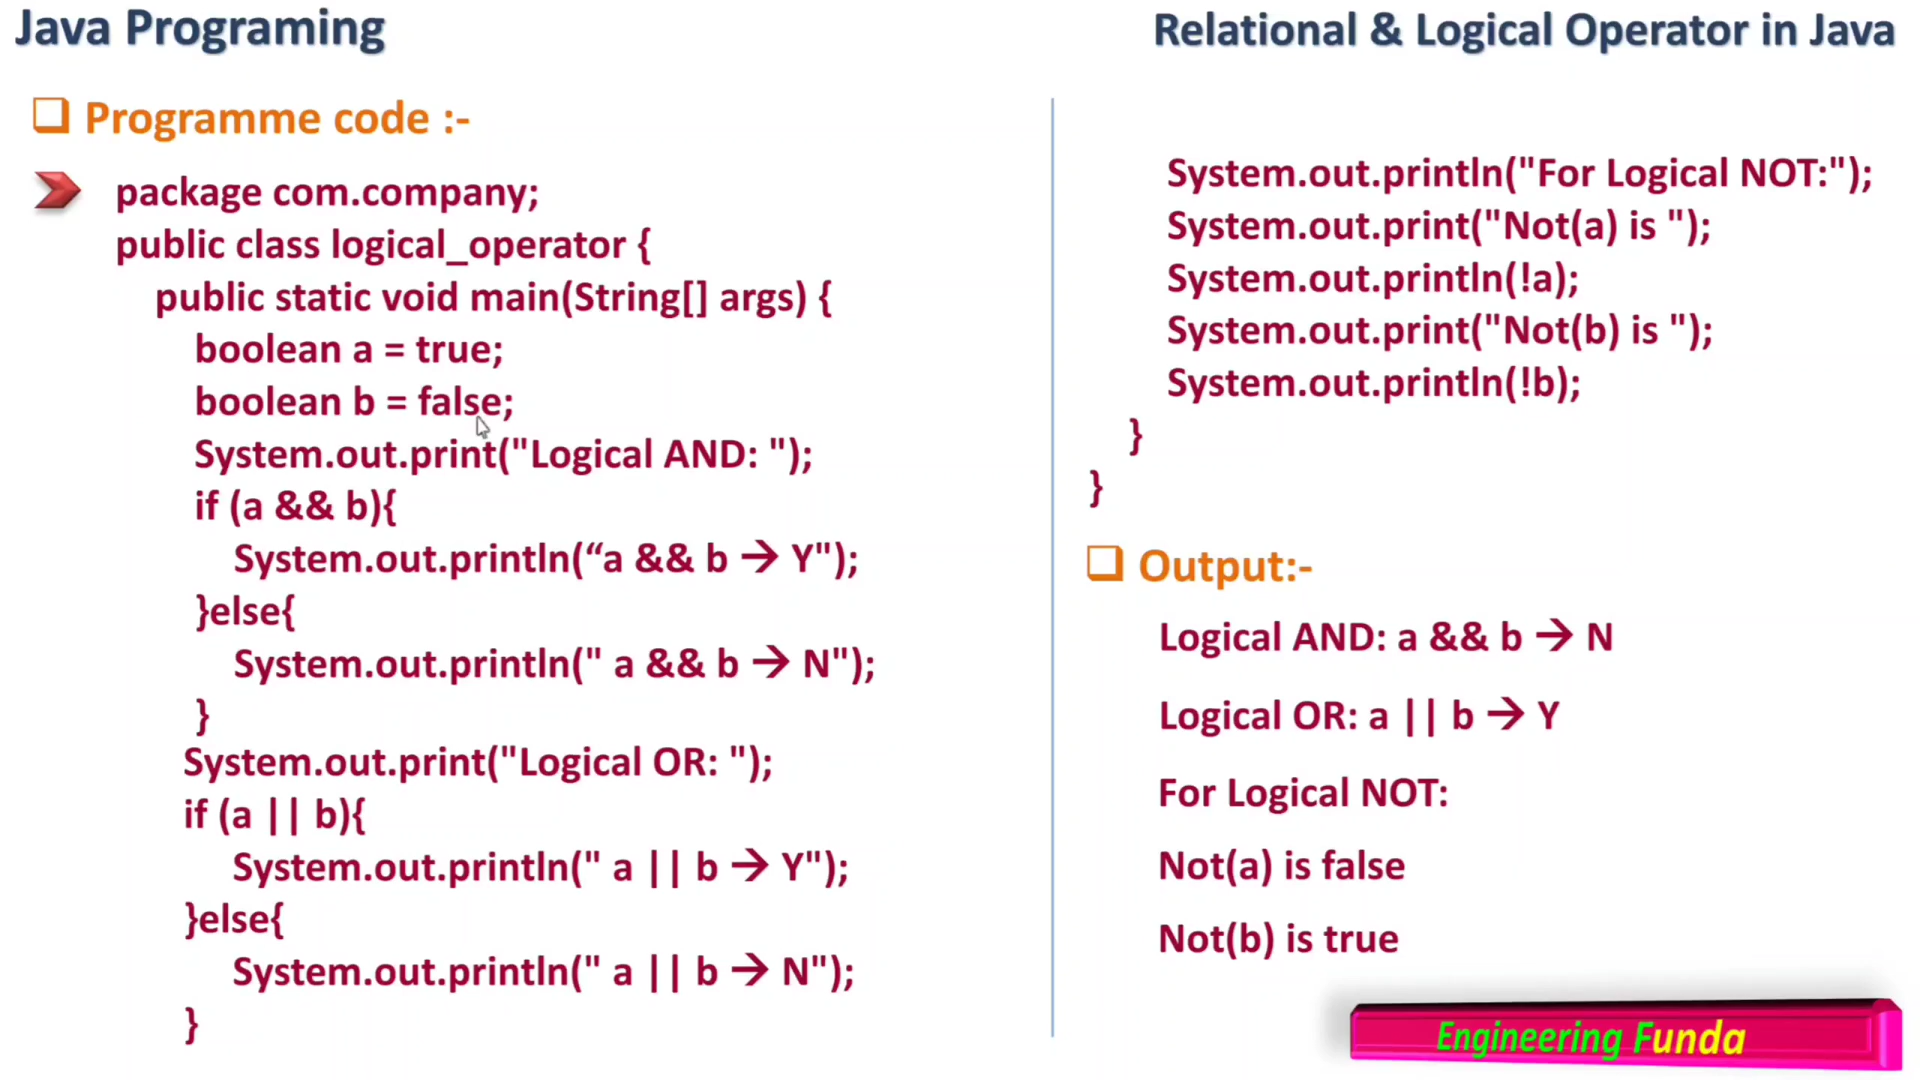 Java Programing
Relational & Logical Operator in Java
❑ Programme code :-
package com.company;
public class logical_operator {
public static void main(String[] args) {
boolean a = true;
boolean b = false;
System.out.print("Logical AND: ");
if (a && b){
System.out.println(“a && b → Y");
}else{
System.out.println(" a && b → N");
}
System.out.print("Logical OR: ");
if (a || b){
System.out.println(" a || b → Y");
}else{
System.out.println(" a || b → N");
}
System.out.println("For Logical NOT:");
System.out.print("Not(a) is ");
System.out.println(!a);
System.out.print("Not(b) is ");
System.out.println(!b);
}
}
❑ Output:-
Logical AND: a && b → N
Logical OR: a || b → Y
For Logical NOT:
Not(a) is false
Not(b) is true
Engineering Funda